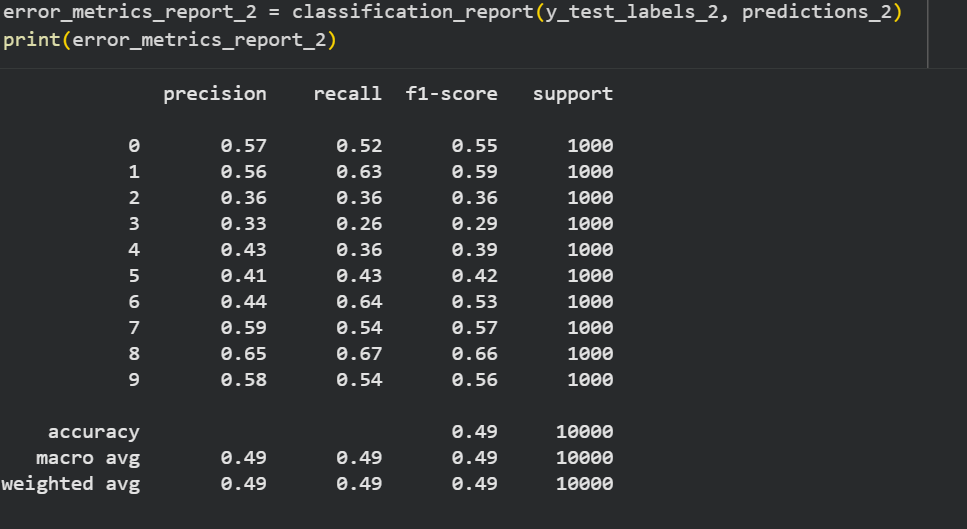 error_metrics_report_2 = classification_report(y_test_labels_2, predictions_2)
print(error_metrics_report_2)
precision recall f1-score support
0 0.57 0.52 0.55 1000
1 0.56 0.63 0.59 1000
2 0.36 0.36 0.36 1000
3 0.33 0.26 0.29 1000
4 0.43 0.36 0.39 1000
5 0.41 0.43 0.42 1000
6 0.44 0.64 0.53 1000
7 0.59 0.54 0.57 1000
8 0.65 0.67 0.66 1000
9 0.58 0.54 0.56 1000
accuracy 0.49 10000
macro avg 0.49 0.49 0.49 10000
weighted avg 0.49 0.49 0.49 10000